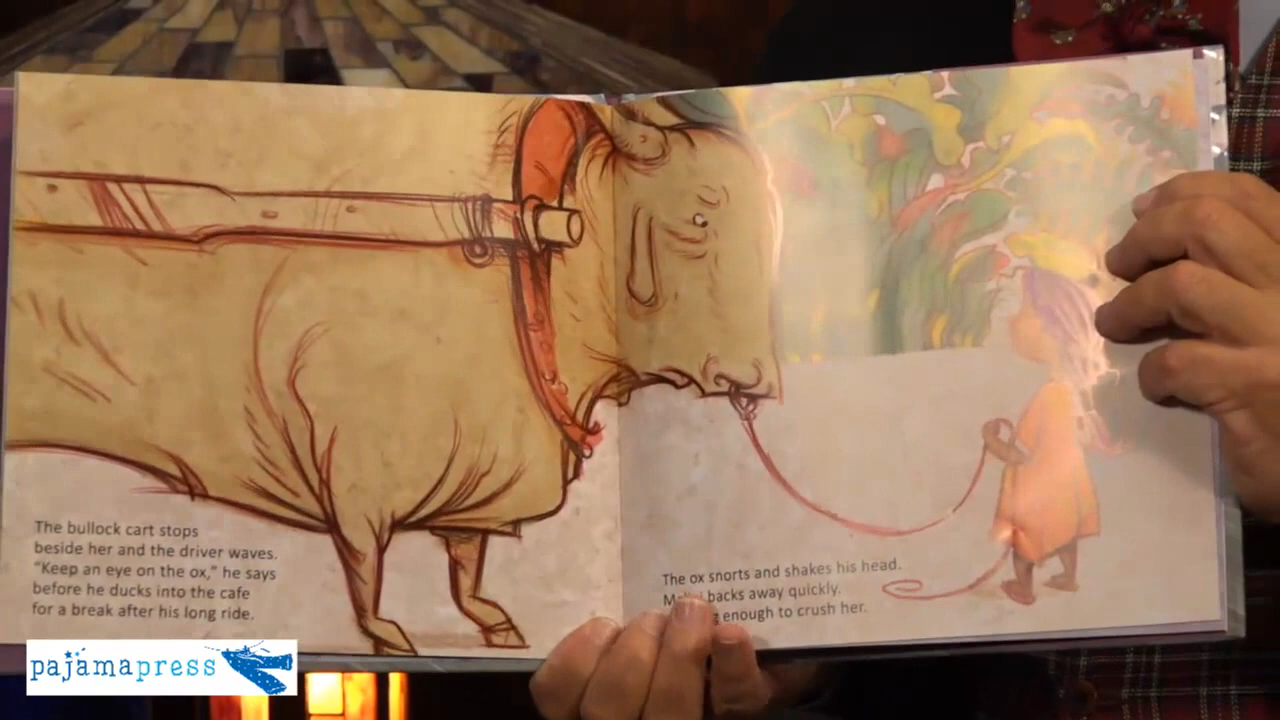 The bullock cart stops
beside her and the driver waves.
"Keep an eye on the ox," he says
before he ducks into the cafe
for a break after his long ride.
The ox snorts and shakes his head.
backs away quickly.
enough to crush her.
pajamapress